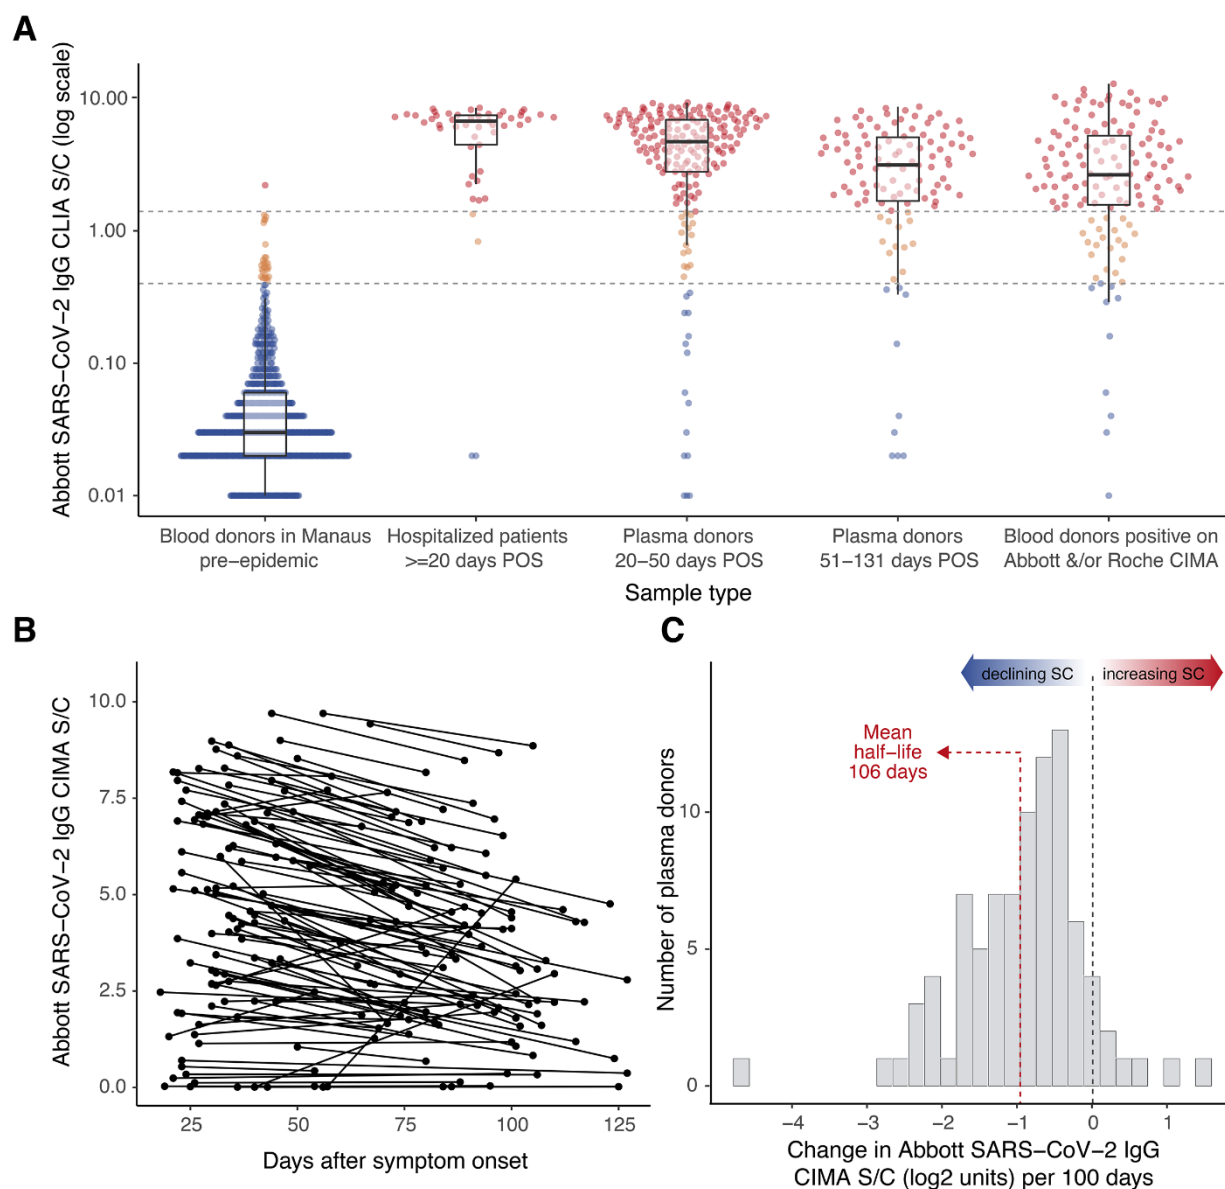 A
Abbott SARS−CoV−2 IgG CLIA S/C (log scale)
10.00
1.00
0.10
0.01
Blood donors in Manaus
pre−epidemic
Hospitalized patients
>=20 days POS
Plasma donors
20−50 days POS
Plasma donors
51−131 days POS
Blood donors positive on
Abbott &/or Roche CIMA
Sample type
B
Abbott SARS−CoV−2 IgG CIMA S/C
10.0
7.5
5.0
2.5
0.0
25
50
75
100
125
Days after symptom onset
C
declining SC
increasing SC
Mean
half−life
106 days
Number of plasma donors
10
5
0
−4
−3
−2
−1
0
1
Change in Abbott SARS−CoV−2 IgG
CIMA S/C (log2 units) per 100 days